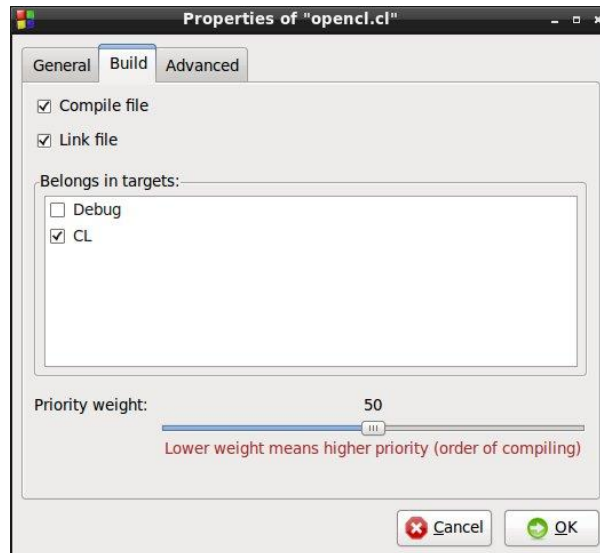 Properties of "opencl.cl"
General Build Advanced
Compile file
Link file
Belongs in targets:
Debug
CL
Priority weight: 50
Lower weight means higher priority (order of compiling)
Cancel OK